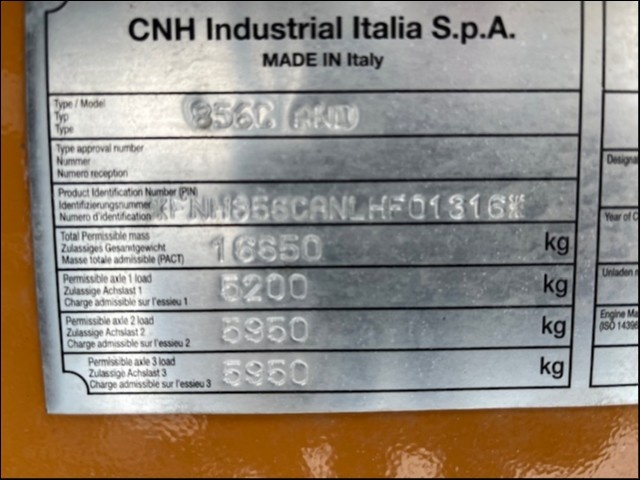 CNH Industrial Italia S.p.A.
MADE IN Italy
Type / Model
Typ
Type
856C AWD
Type approval number
Nummer
Numero reception
Designa
Product Identification Number (PIN)
Identifizierungsnummer
Numero d'identification
Year of C
Total Permissible mass
Zulassiges Gesamtgewicht
Masse totale admissible (PACT)
16650 kg
Permissible axle 1 load
Zulassige Achslast 1
Charge admissible sur l'essieu 1
5200 kg
Unladen
Permissible axle 2 load
Zulassige Achslast 2
Charge admissible sur l'essieu 2
5950 kg
Engine Ma
(ISO 14396
Permissible axle 3 load
Zulassige Achslast 3
Charge admissible sur l'essieu 3
5950 kg